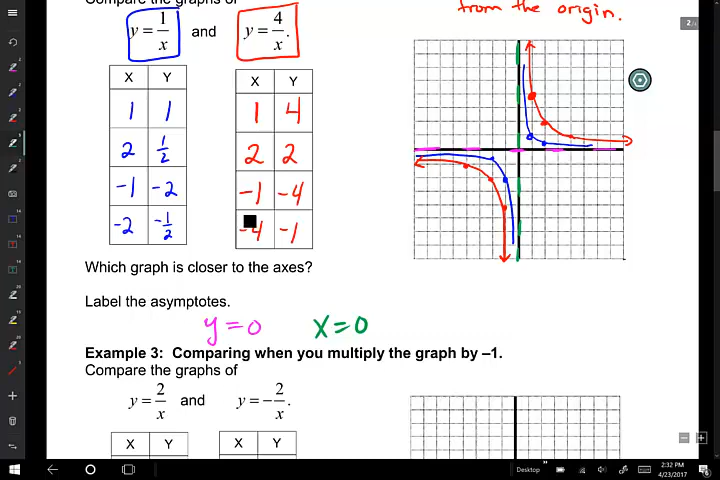 Compare the graphs of
from the origin.
y = 1/x and y = 4/x.
X Y X Y
1 1 1 4
2 1/2 2 2
-1 -2 -1 -4
-2 -1/2 -4 -1
Which graph is closer to the axes?
Label the asymptotes.
y=0 x=0
Example 3: Comparing when you multiply the graph by –1.
Compare the graphs of
y = 2/x and y = -2/x.
X Y X Y
Desktop
2:32 PM
4/23/2017